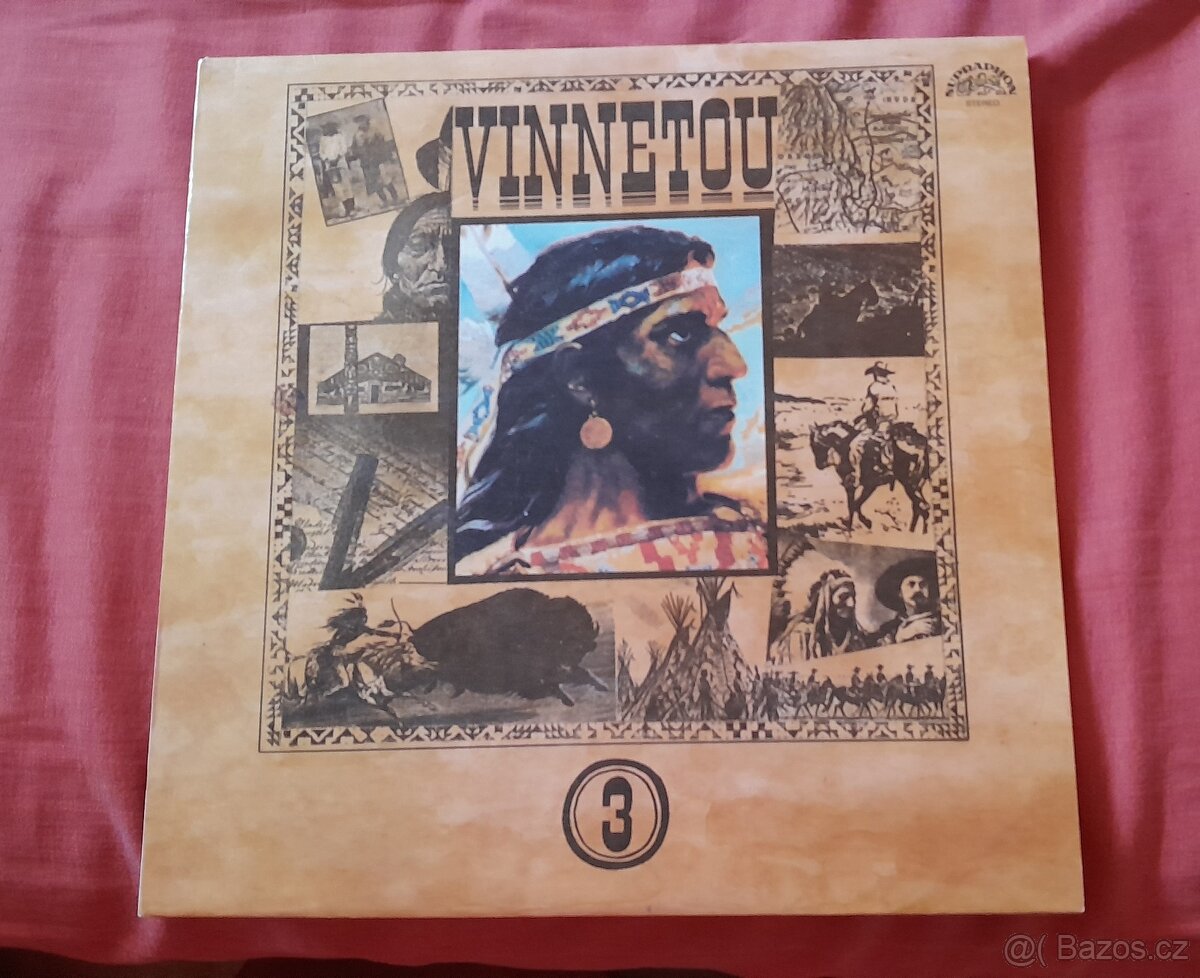 SUPRAPHON
STEREO
VINNETOU
3
@( Bazos.cz